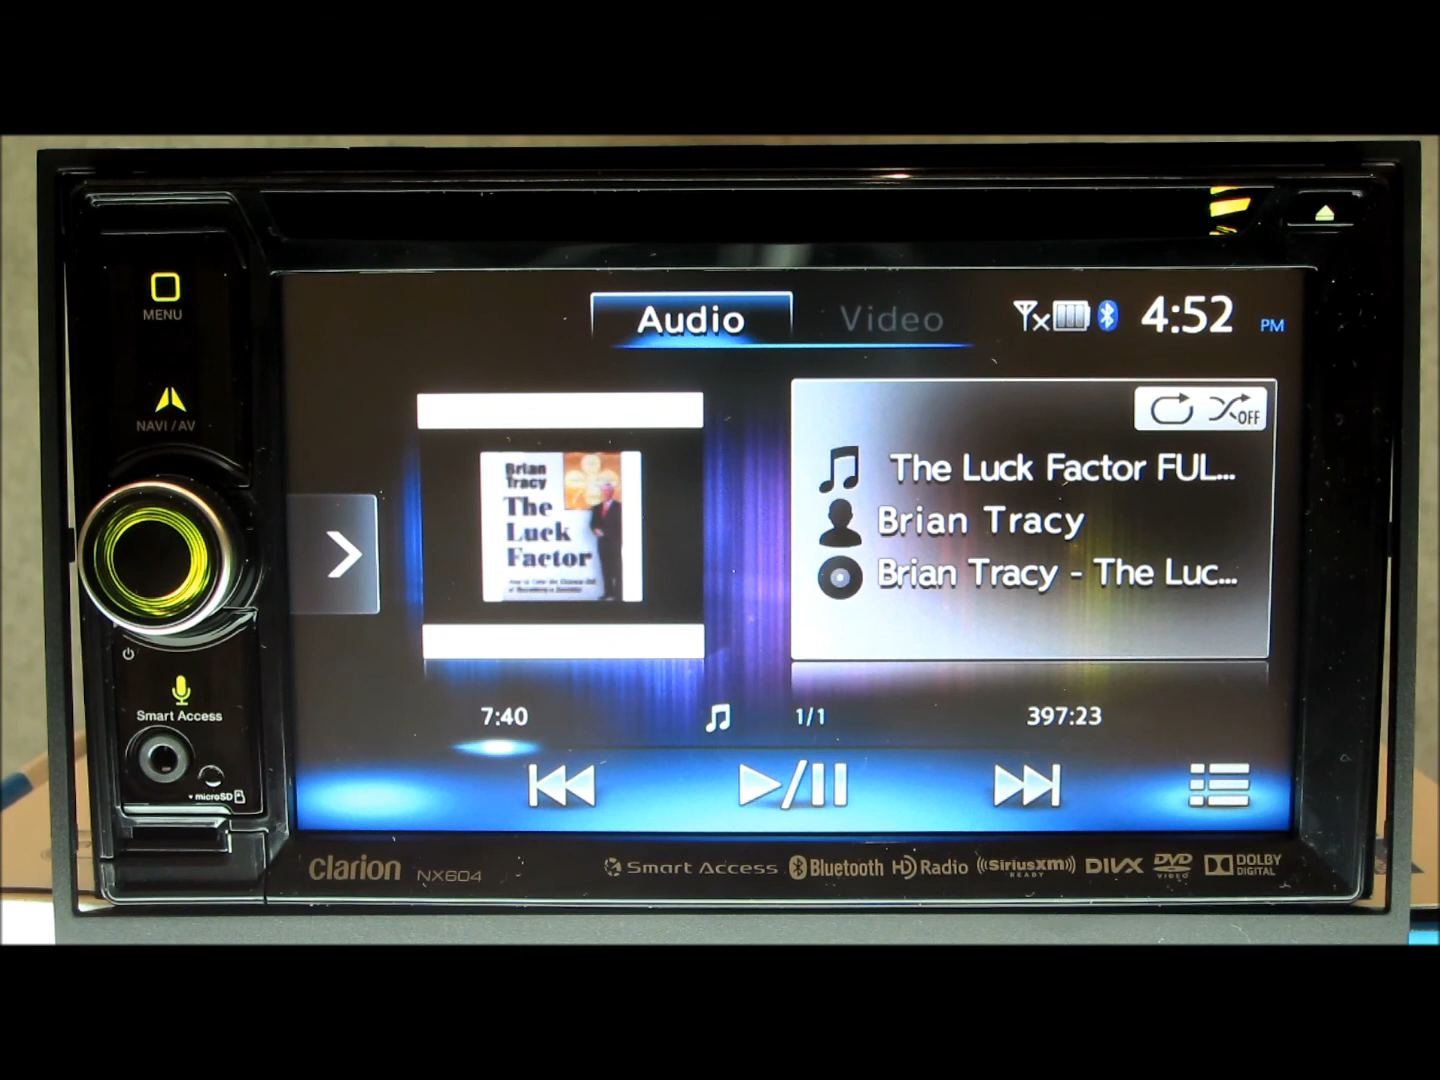 MENU
NAVI / AV
Smart Access
microSD
Audio
Video
4:52 PM
Brian
Tracy
The
Luck
Factor
OFF
The Luck Factor FUL...
Brian Tracy
Brian Tracy - The Luc...
7:40
1/1
397:23
clarion NX604
Smart Access
Bluetooth
HD Radio
((SiriusXM))
READY
DIVX
DVD
VIDEO
DOLBY
DIGITAL